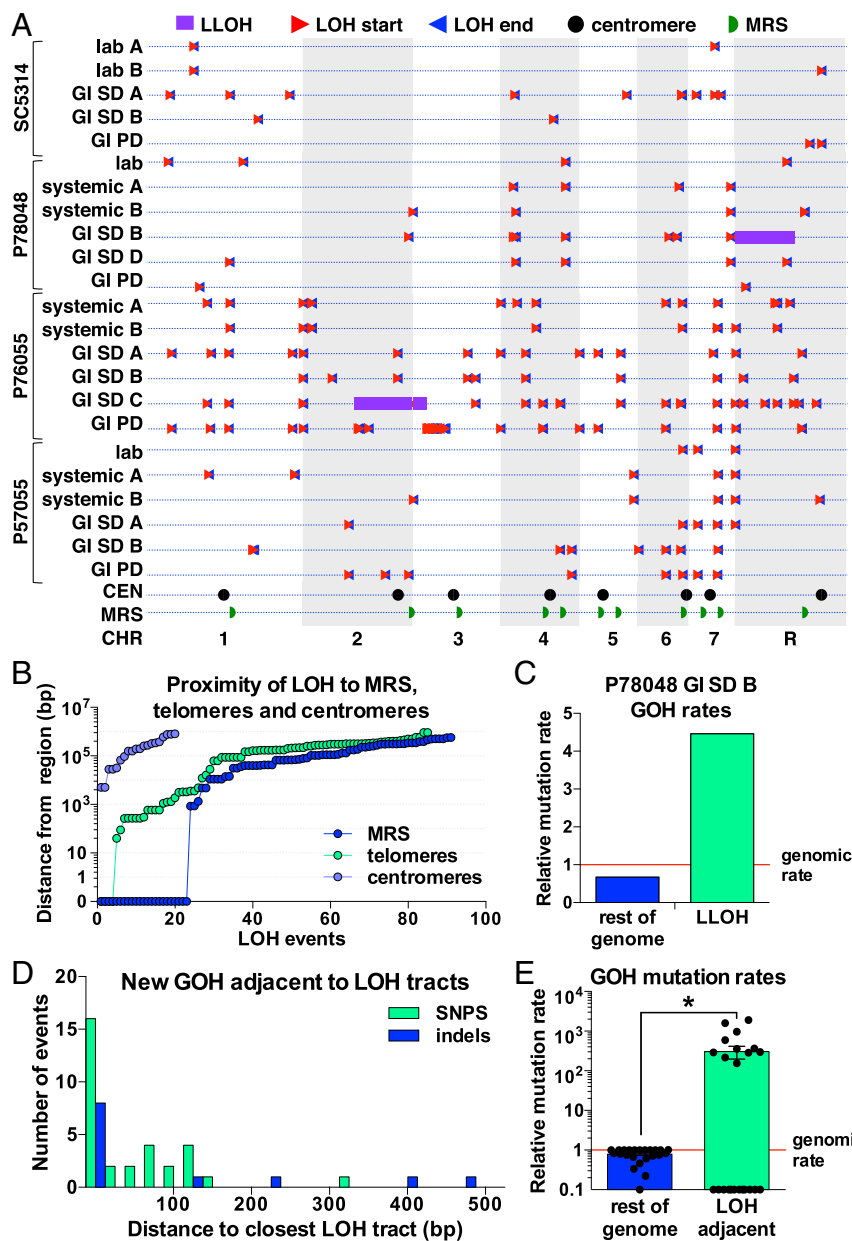 A
LLOH LOH start LOH end centromere MRS
SC5314
lab A
lab B
GI SD A
GI SD B
GI PD
P78048
lab
systemic A
systemic B
GI SD B
GI SD D
GI PD
P76055
systemic A
systemic B
GI SD A
GI SD B
GI SD C
GI PD
P57055
lab
systemic A
systemic B
GI SD A
GI SD B
GI PD
CEN
MRS
CHR 1 2 3 4 5 6 7 R
B
Proximity of LOH to MRS,
telomeres and centromeres
Distance from region (bp)
10^7
10^5
10^3
10
1
0
MRS
telomeres
centromeres
0 20 40 60 80 100
LOH events
C
P78048 GI SD B
GOH rates
Relative mutation rate
5
4
3
2
1
0
genomic
rate
rest of
genome
LLOH
D
New GOH adjacent to LOH tracts
SNPS
indels
Number of events
20
15
10
5
0
100 200 300 400 500
Distance to closest LOH tract (bp)
E
GOH mutation rates
*
Relative mutation rate
10^4
10^3
10^2
10
1
0.1
genomic
rate
rest of
genome
LOH
adjacent